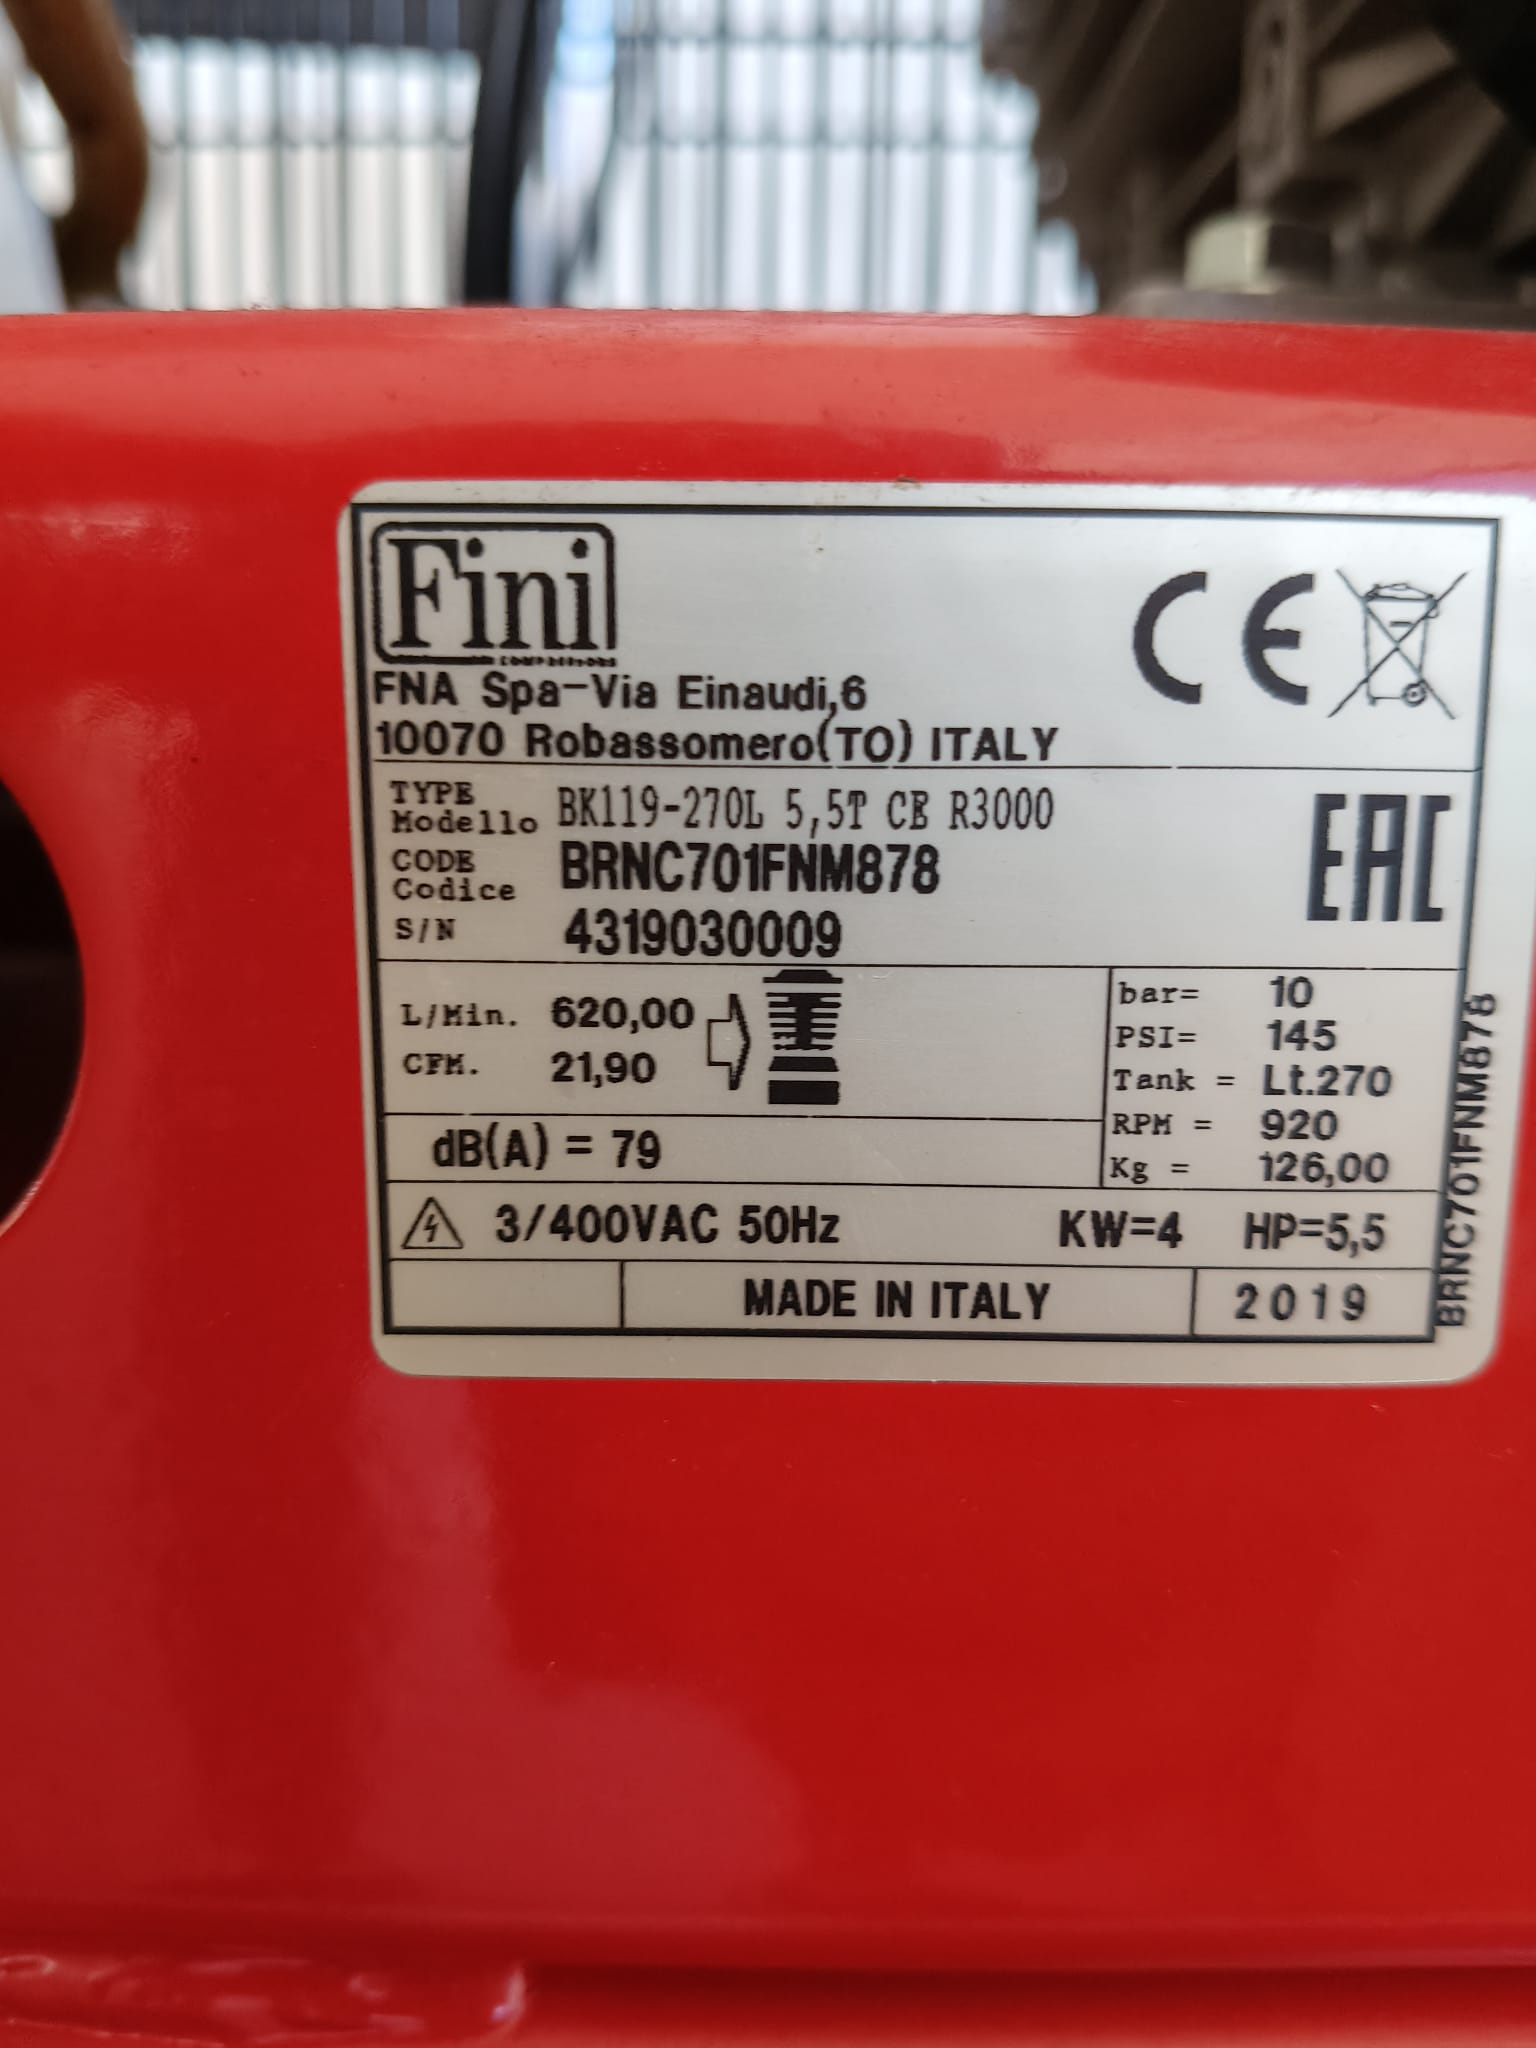 Fini
COMPRESSORS
FNA Spa-Via Einaudi,6
10070 Robassomero(TO) ITALY
CE
TYPE
Modello BK119-270L 5,5T CE R3000
CODE
Codice BRNC701FNM878
S/N 4319030009
EAC
L/Min. 620,00
CFM. 21,90
dB(A) = 79
bar= 10
PSI= 145
Tank = Lt.270
RPM = 920
Kg = 126,00
3/400VAC 50Hz KW=4 HP=5,5
MADE IN ITALY 2019
BRNC701FNM878